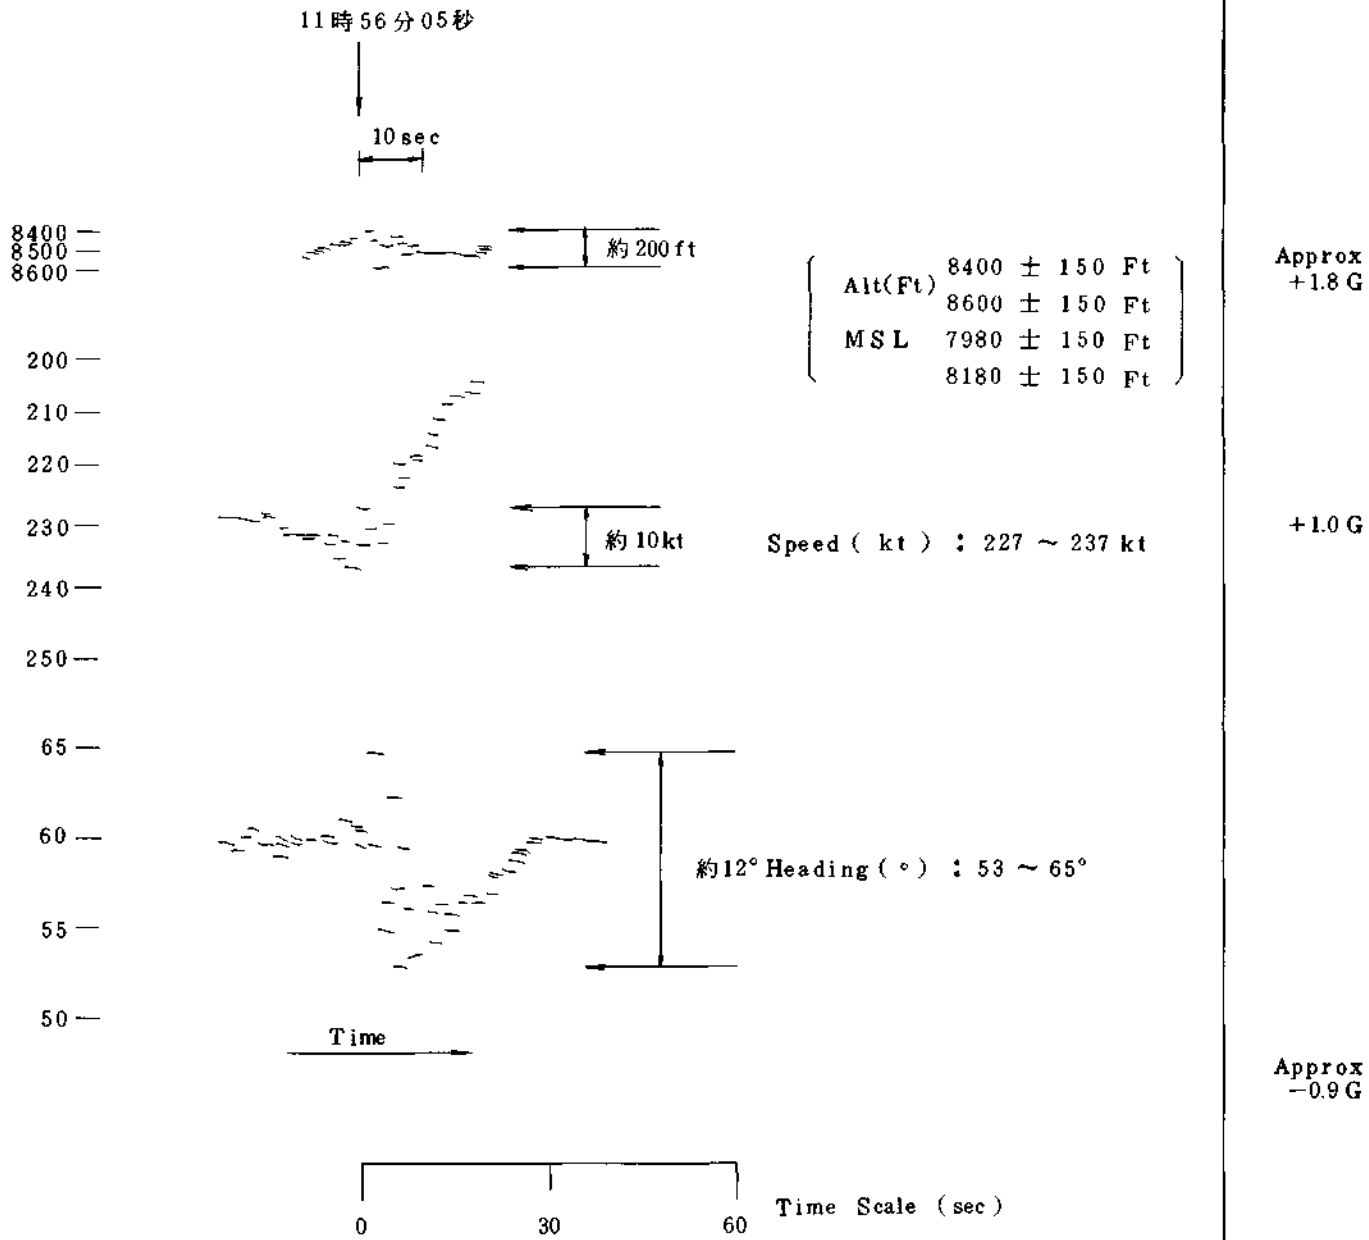 11時56分05秒
10sec
8400
8500
8600
約200ft
Alt(Ft) 8400 ± 150 Ft
8600 ± 150 Ft
MSL 7980 ± 150 Ft
8180 ± 150 Ft
Approx
+1.8G
200
210
220
230
240
250
約10kt
Speed ( kt ) : 227 ~ 237 kt
+1.0G
65
60
55
50
約12° Heading ( ° ) : 53 ~ 65°
Time
Approx
−0.9G
0 30 60
Time Scale (sec)